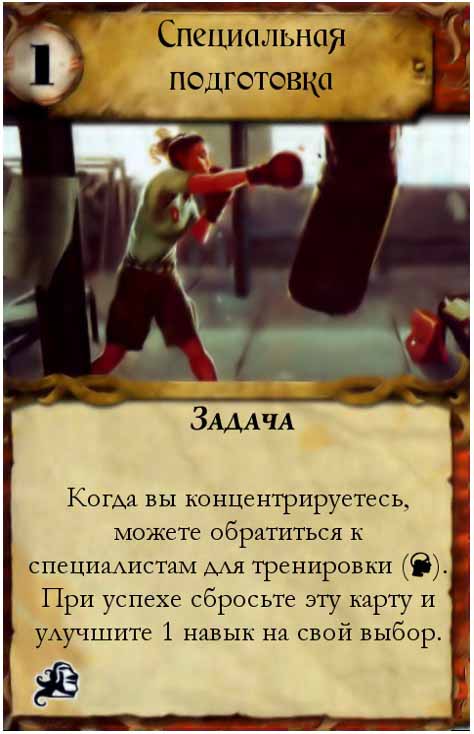 1
Специальная
подготовка
Задача
Когда вы концентрируетесь,
можете обратиться к
специалистам для тренировки ( ).
При успехе сбросьте эту карту и
улучшите 1 навык на свой выбор.